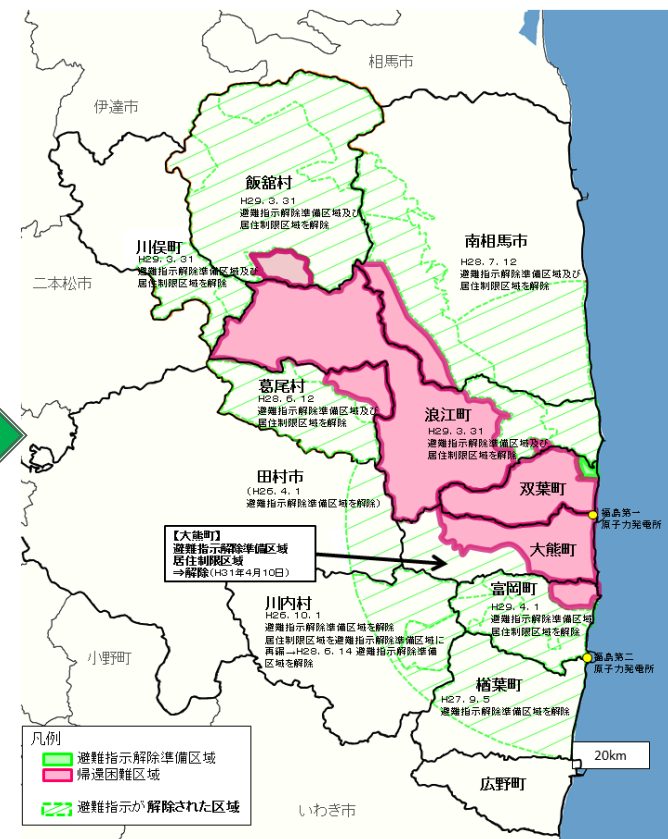 相馬市
伊達市
飯舘村
H29.3.31
避難指示解除準備区域及び
居住制限区域を解除
川俣町
H29.3.31
避難指示解除準備区域及び
居住制限区域を解除
南相馬市
H28.7.12
避難指示解除準備区域及び
居住制限区域を解除
二本松市
葛尾村
H28.6.12
避難指示解除準備区域及び
居住制限区域を解除
浪江町
H29.3.31
避難指示解除準備区域及び
居住制限区域を解除
田村市
(H26.4.1
避難指示解除準備区域を解除)
双葉町
福島第一
原子力発電所
【大熊町】
避難指示解除準備区域
居住制限区域
⇒解除(H31年4月10日)
大熊町
富岡町
H29.4.1
避難指示解除準備区域
居住制限区域を解除
川内村
H26.10.1
避難指示解除準備区域を解除
居住制限区域を避難指示解除準備区域に
再編→H28.6.14 避難指示解除準備
区域を解除
福島第二
原子力発電所
小野町
楢葉町
H27.9.5
避難指示解除準備区域を解除
凡例
避難指示解除準備区域
帰還困難区域
避難指示が解除された区域
20km
広野町
いわき市